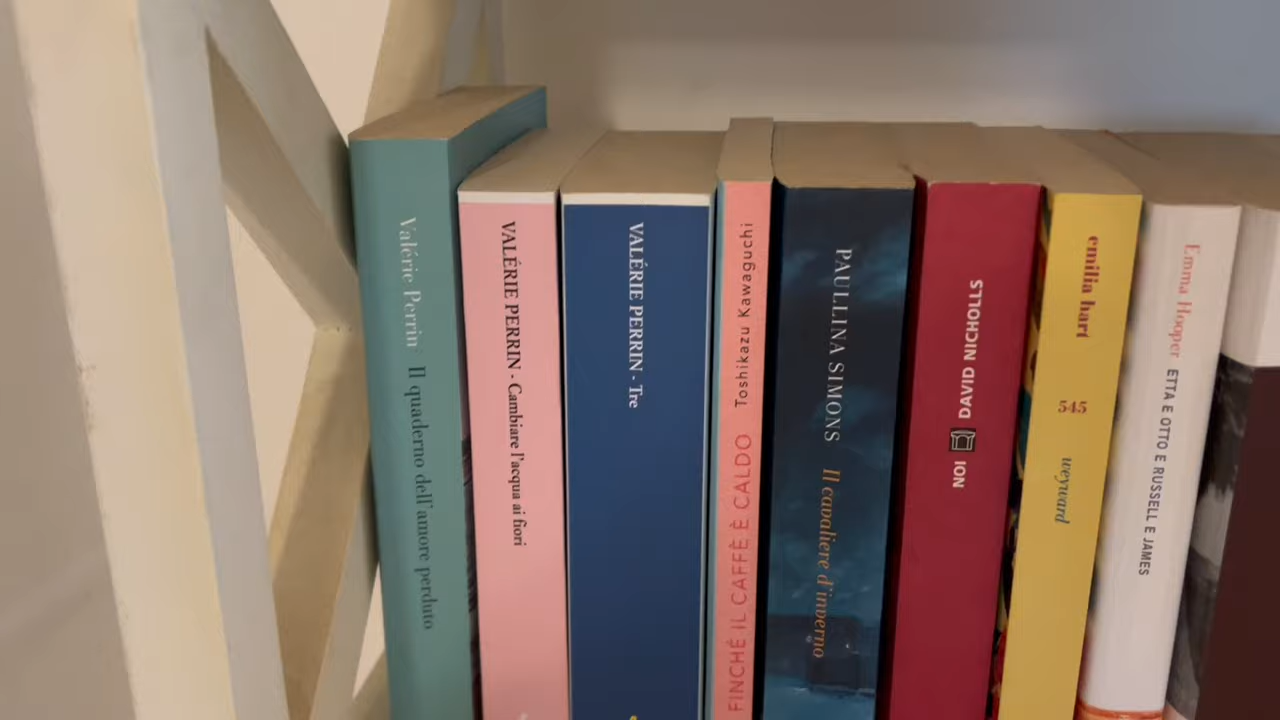 Valérie Perrin Il quaderno dell'amore perduto
VALÉRIE PERRIN - Cambiare l'acqua ai fiori
VALÉRIE PERRIN - Tre
FINCHÉ IL CAFFÈ È CALDO Toshikazu Kawaguchi
PAULLINA SIMONS Il cavaliere d'inverno
NOI DAVID NICHOLLS
emilia hart 545 weyward
Emma Hooper ETTA E OTTO E RUSSELL E JAMES